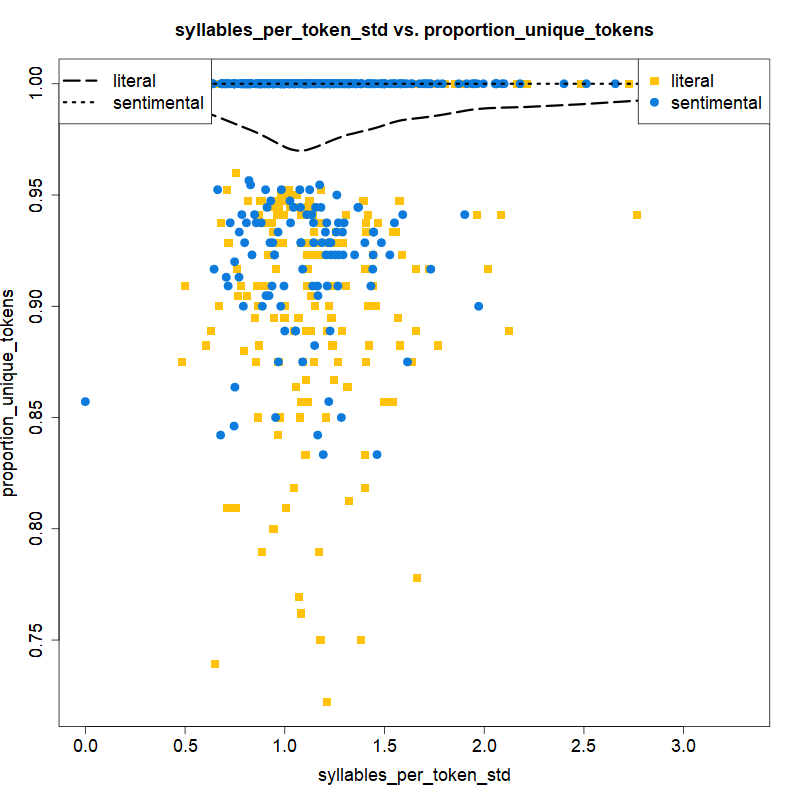 syllables_per_token_std vs. proportion_unique_tokens
literal
sentimental
literal
sentimental
proportion_unique_tokens
1.00
0.95
0.90
0.85
0.80
0.75
0.0 0.5 1.0 1.5 2.0 2.5 3.0
syllables_per_token_std